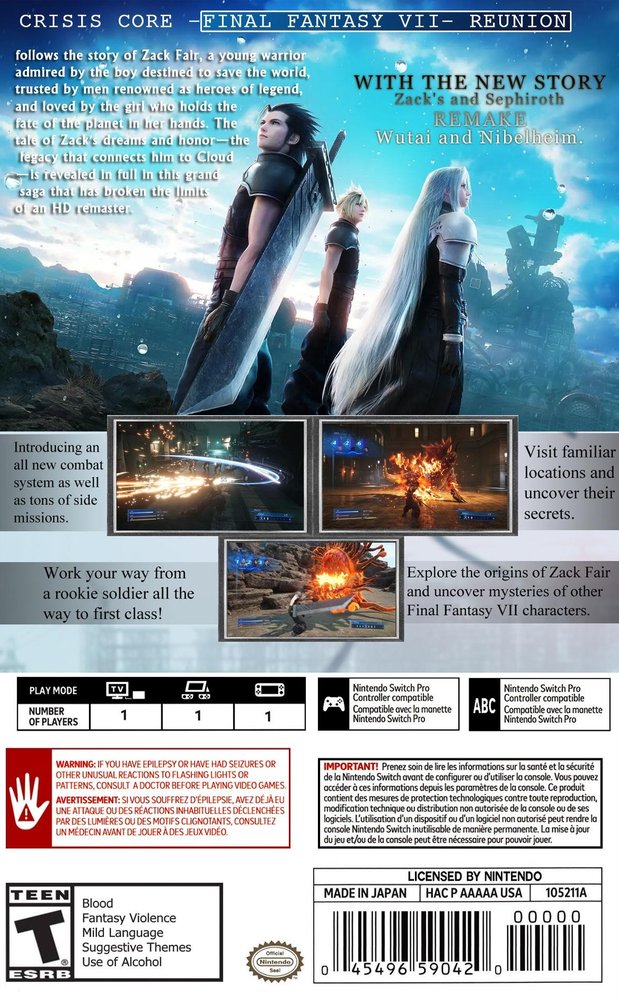 CRISIS CORE –FINAL FANTASY VII– REUNION
follows the story of Zack Fair, a young warrior
admired by the boy destined to save the world,
trusted by men renowned as heroes of legend,
and loved by the girl who holds the
fate of the planet in her hands. The
tale of Zack's dreams and honor—the
legacy that connects him to Cloud
—is revealed in full in this grand
saga that has broken the limits
of an HD remaster.
WITH THE NEW STORY
Zack's and Sephiroth
REMAKE
Wutai and Nibelheim.
Introducing an
all new combat
system as well
as tons of side
missions.
Visit familiar
locations and
uncover their
secrets.
Work your way from
a rookie soldier all the
way to first class!
Explore the origins of Zack Fair
and uncover mysteries of other
Final Fantasy VII characters.
PLAY MODE
TV
NUMBER
OF PLAYERS
1
1
1
Nintendo Switch Pro
Controller compatible
Compatible avec la manette
Nintendo Switch Pro
ABC
Nintendo Switch Pro
Controller compatible
Compatible avec la manette
Nintendo Switch Pro
WARNING: IF YOU HAVE EPILEPSY OR HAVE HAD SEIZURES OR
OTHER UNUSUAL REACTIONS TO FLASHING LIGHTS OR
PATTERNS, CONSULT A DOCTOR BEFORE PLAYING VIDEO GAMES.
AVERTISSEMENT: SI VOUS SOUFFREZ D'ÉPILEPSIE, AVEZ DÉJÀ EU
UNE ATTAQUE OU DES RÉACTIONS INHABITUELLES DÉCLENCHÉES
PAR DES LUMIÈRES OU DES MOTIFS CLIGNOTANTS, CONSULTEZ
UN MÉDECIN AVANT DE JOUER À DES JEUX VIDÉO.
IMPORTANT! Prenez soin de lire les informations sur la santé et la sécurité
de la Nintendo Switch avant de configurer ou d'utiliser la console. Vous pouvez
accéder à ces informations depuis les paramètres de la console. Ce produit
contient des mesures de protection technologiques contre toute reproduction,
modification technique ou distribution non autorisée de la console ou de ses
logiciels. L'utilisation d'un dispositif ou d'un logiciel non autorisé peut rendre la
console Nintendo Switch inutilisable de manière permanente. La mise à jour
du jeu et/ou de la console peut être nécessaire pour pouvoir jouer.
TEEN
T
ESRB
Blood
Fantasy Violence
Mild Language
Suggestive Themes
Use of Alcohol
Official
Nintendo
Seal
LICENSED BY NINTENDO
MADE IN JAPAN
HAC P AAAAA USA
105211A
0 45496 59042 0
00000